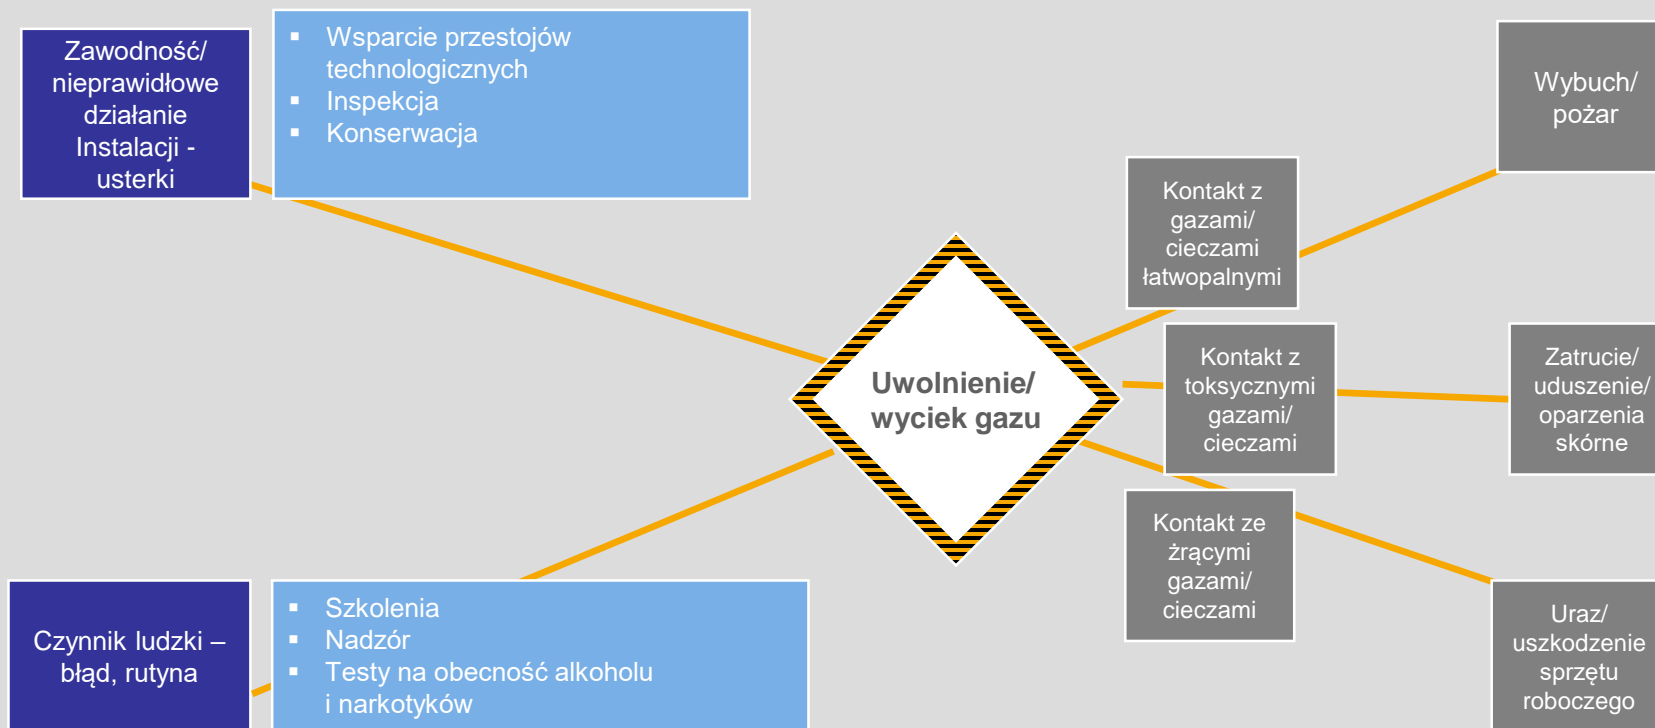 Zawodność/
nieprawidłowe
działanie
Instalacji -
usterki
▪ Wsparcie przestojów
technologicznych
▪ Inspekcja
▪ Konserwacja
Wybuch/
pożar
Kontakt z
gazami/
cieczami
łatwopalnymi
Uwolnienie/
wyciek gazu
Kontakt z
toksycznymi
gazami/
cieczami
Zatrucie/
uduszenie/
oparzenia
skórne
Kontakt ze
żrącymi
gazami/
cieczami
Czynnik ludzki –
błąd, rutyna
▪ Szkolenia
▪ Nadzór
▪ Testy na obecność alkoholu
i narkotyków
Uraz/
uszkodzenie
sprzętu
roboczego